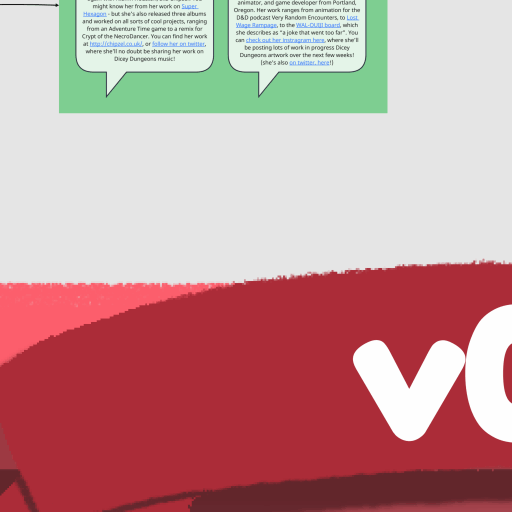 might know her from her work on Super
Hexagon - but she's also released three albums
and worked on all sorts of cool projects, ranging
from an Adventure Time game to a remix for
Crypt of the NecroDancer. You can find her work
at http://chipzel.co.uk/, or follow her on twitter,
where she'll no doubt be sharing her work on
Dicey Dungeons music!
animator, and game developer from Portland,
Oregon. Her work ranges from animation for the
D&D podcast Very Random Encounters, to Lost
Wage Rampage, to the WAL-OUIJI board, which
she describes as "a joke that went too far". You
can check out her instragram here, where she'll
be posting lots of work in progress Dicey
Dungeons artwork over the next few weeks!
(she's also on twitter, here!)
v0